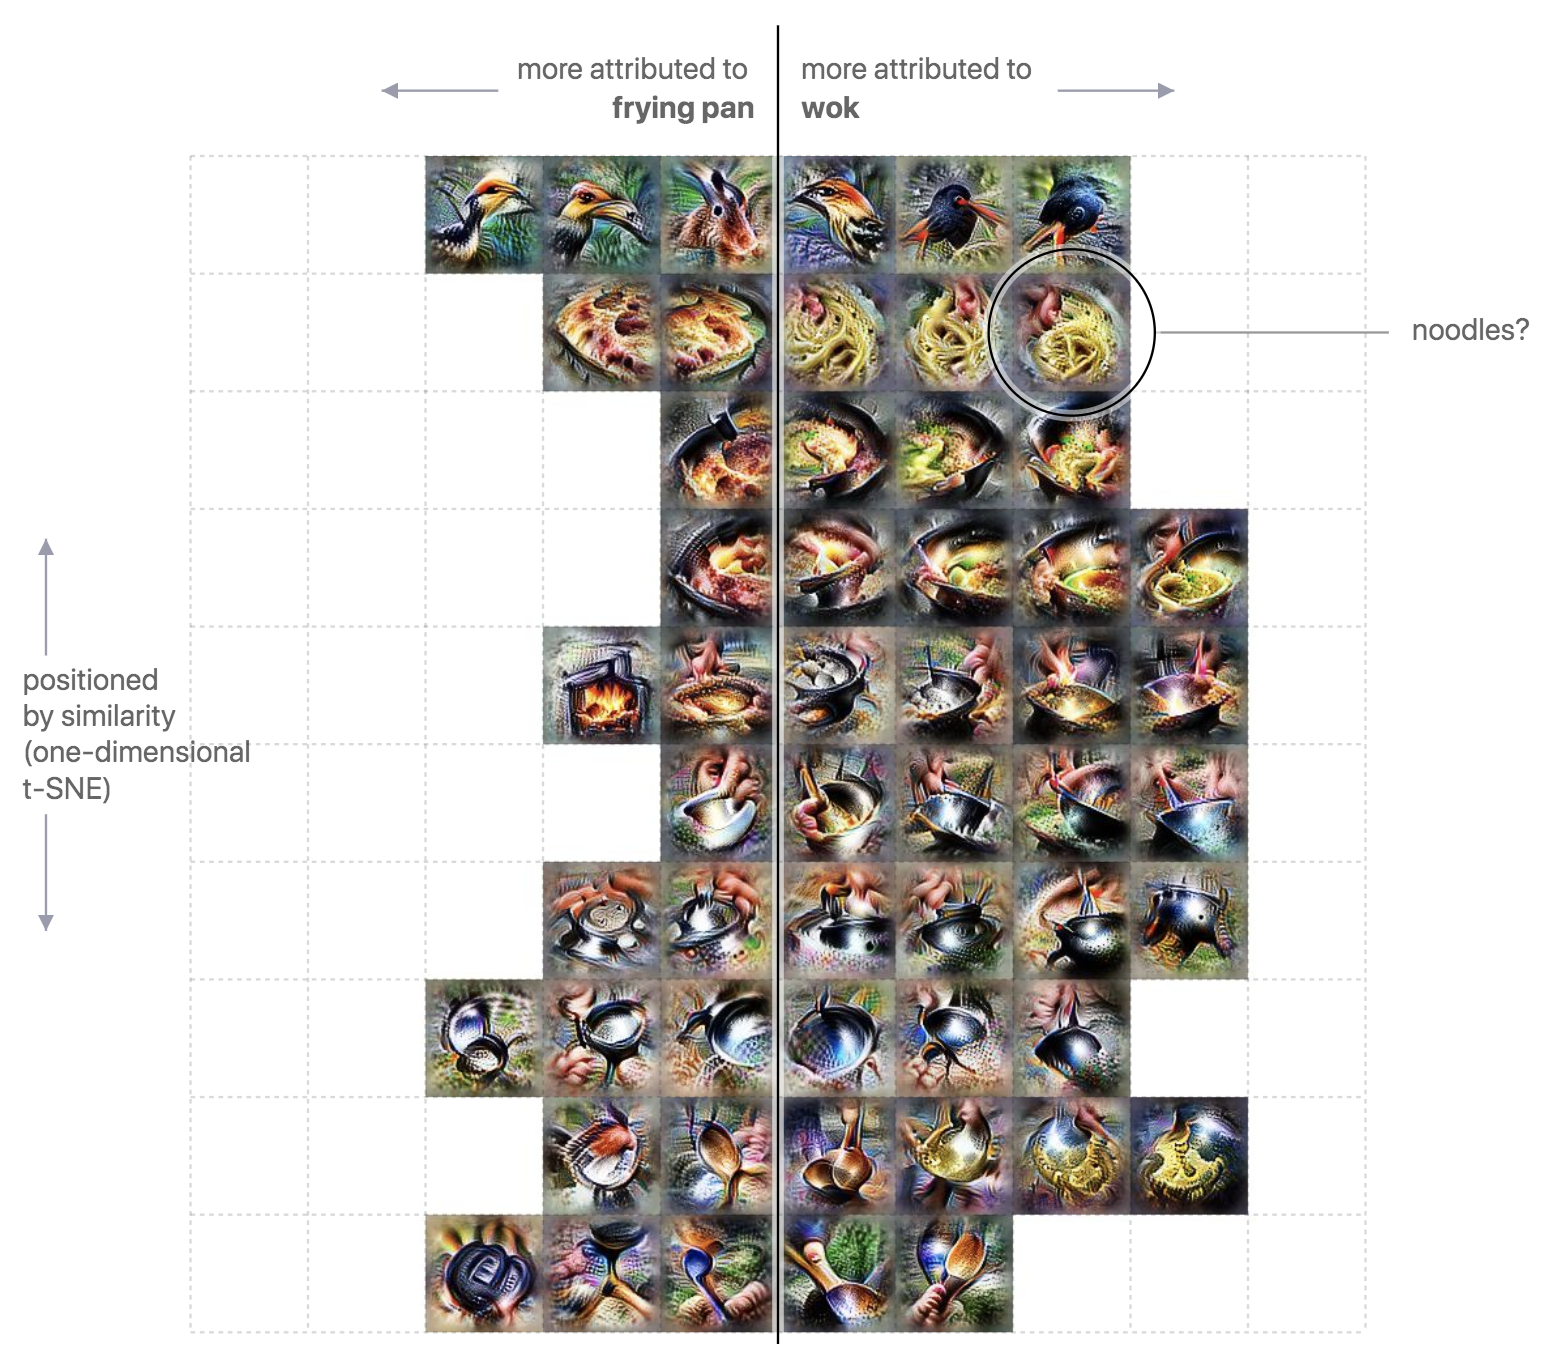 more attributed to
frying pan
more attributed to
wok
noodles?
positioned
by similarity
(one-dimensional
t-SNE)